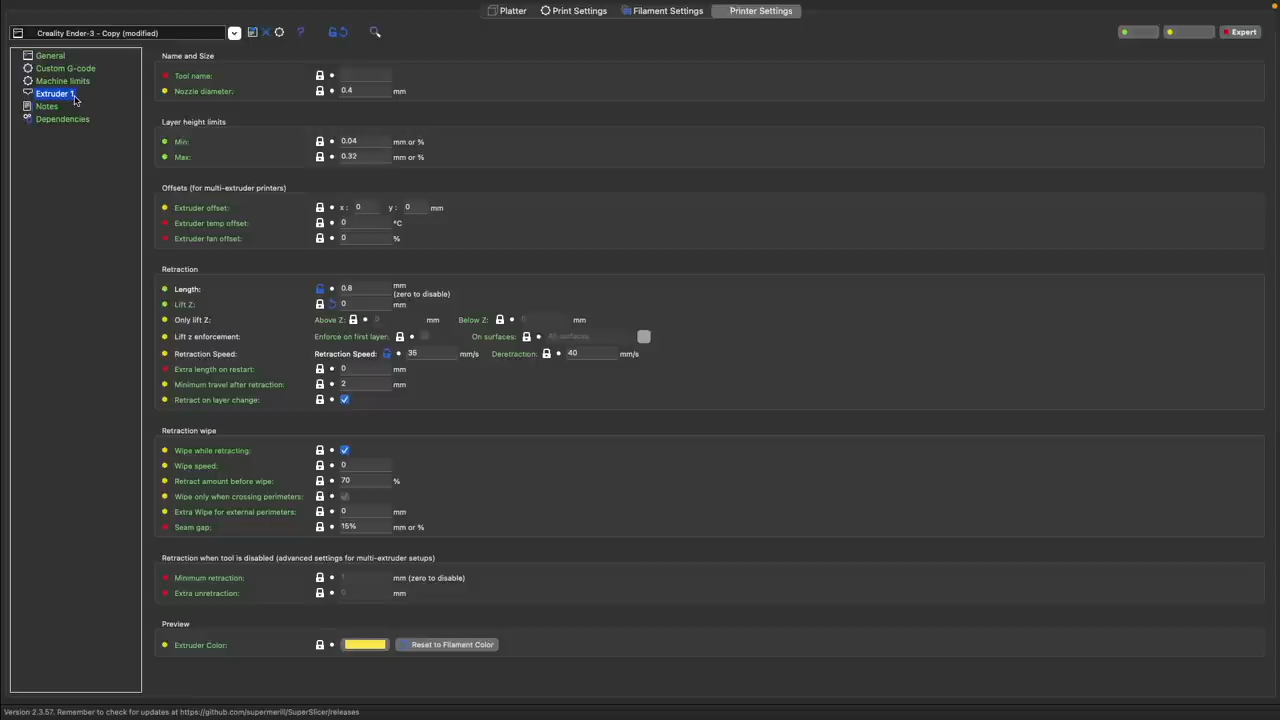 Platter Print Settings Filament Settings Printer Settings
Creality Ender-3 - Copy (modified) ? Expert
General
Custom G-code
Machine limits
Extruder 1
Notes
Dependencies
Name and Size
Tool name:
Nozzle diameter: 0.4 mm
Layer height limits
Min: 0.04 mm or %
Max: 0.32 mm or %
Offsets (for multi-extruder printers)
Extruder offset: x : 0 y : 0 mm
Extruder temp offset: 0 °C
Extruder fan offset: 0 %
Retraction
Length: 0.8 mm
(zero to disable)
Lift Z: 0 mm
Only lift Z: Above Z: 0 mm Below Z: 0 mm
Lift z enforcement: Enforce on first layer: On surfaces: All surfaces
Retraction Speed: Retraction Speed: 35 mm/s Deretraction: 40 mm/s
Extra length on restart: 0 mm
Minimum travel after retraction: 2 mm
Retract on layer change:
Retraction wipe
Wipe while retracting:
Wipe speed: 0
Retract amount before wipe: 70 %
Wipe only when crossing perimeters:
Extra Wipe for external perimeters: 0 mm
Seam gap: 15% mm or %
Retraction when tool is disabled (advanced settings for multi-extruder setups)
Minimum retraction: 1 mm (zero to disable)
Extra unretraction: 0 mm
Preview
Extruder Color: Reset to Filament Color
Version 2.3.57. Remember to check for updates at https://github.com/supermerill/SuperSlicer/releases